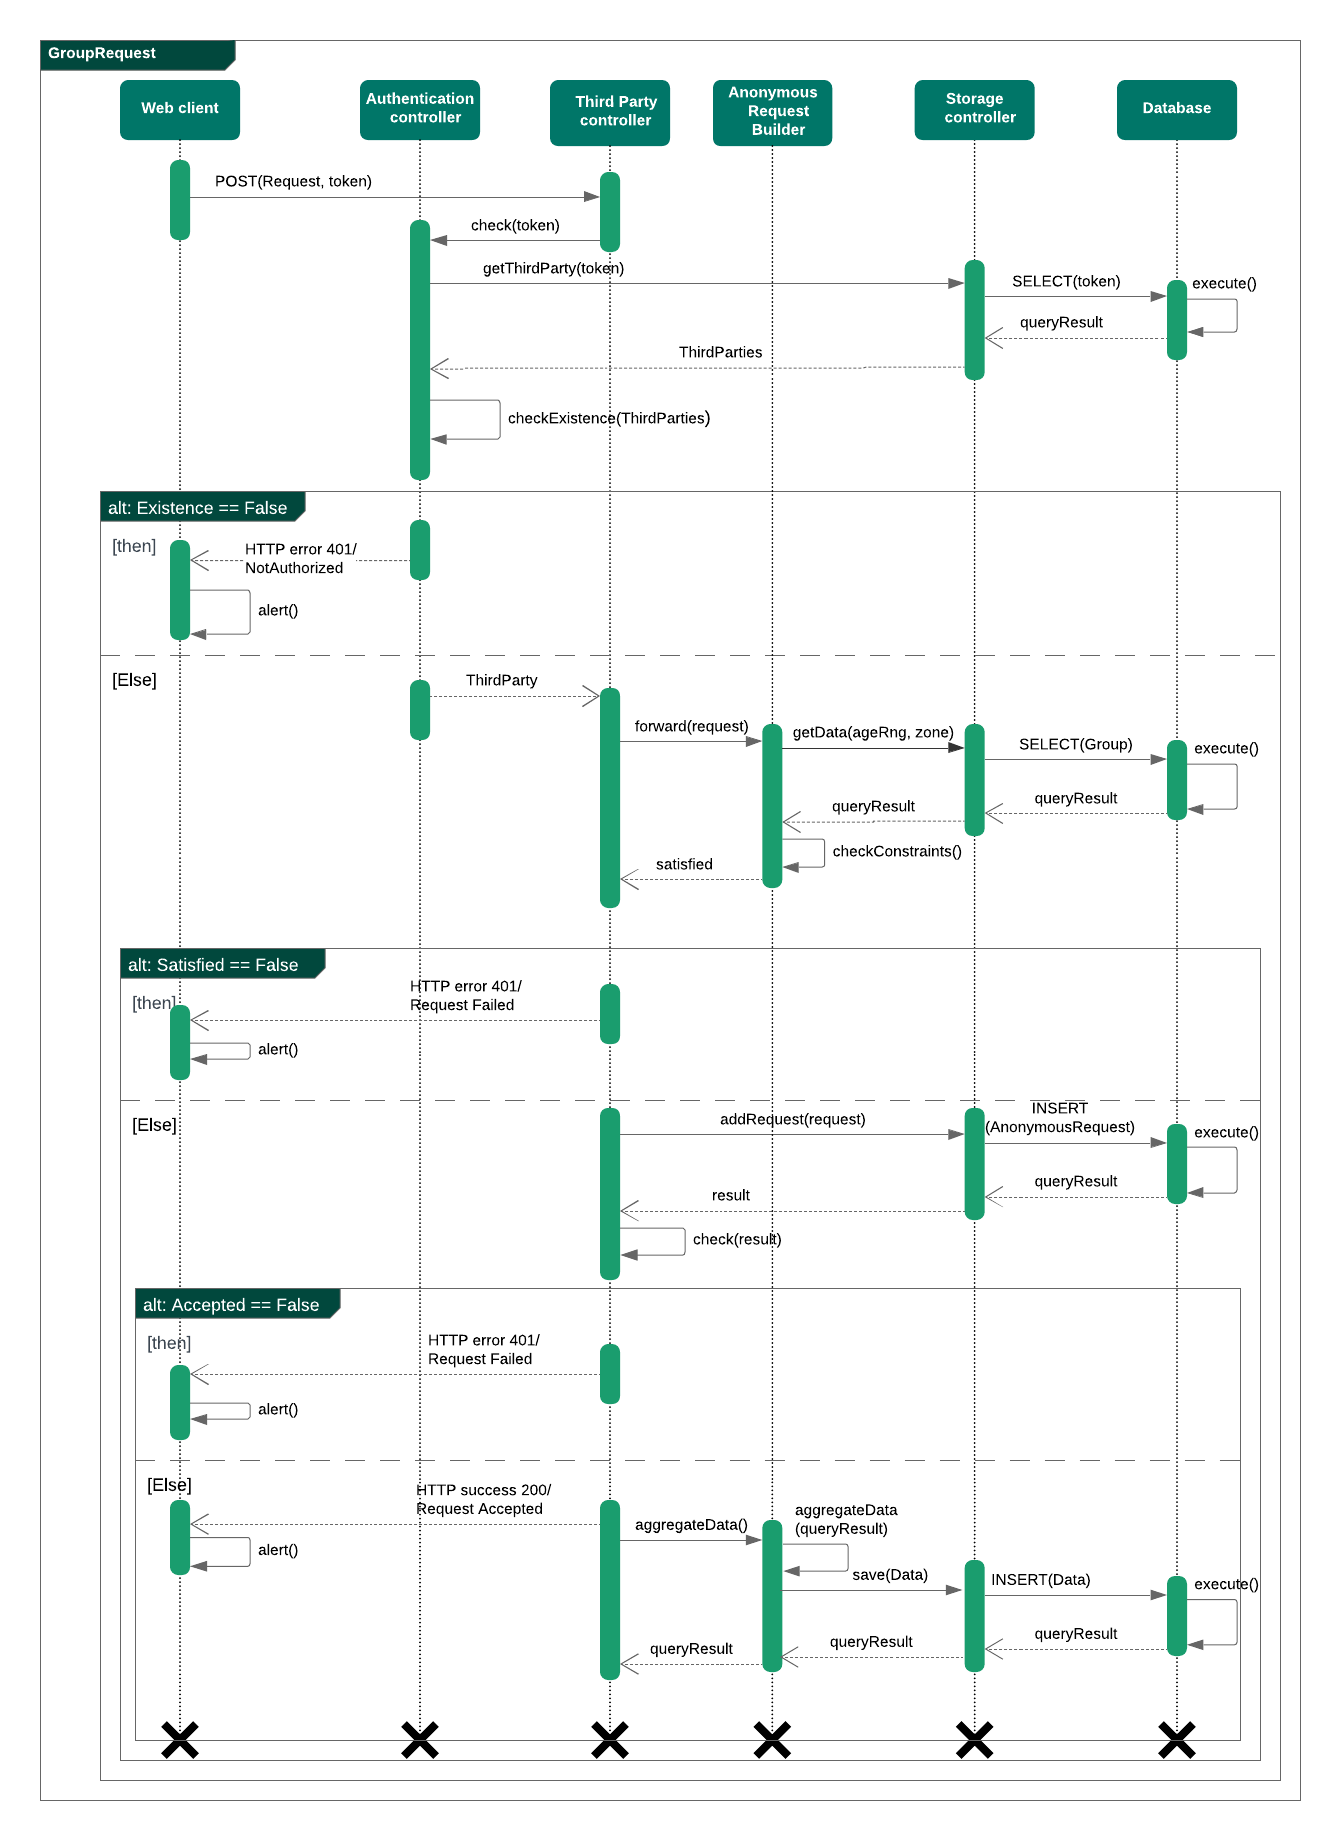 GroupRequest
Web client
Authentication
controller
Third Party
controller
Anonymous
Request
Builder
Storage
controller
Database
POST(Request, token)
check(token)
getThirdParty(token)
SELECT(token)
execute()
queryResult
ThirdParties
checkExistence(ThirdParties)
alt: Existence == False
[then]
HTTP error 401/
NotAuthorized
alert()
[Else]
ThirdParty
forward(request)
getData(ageRng, zone)
SELECT(Group)
execute()
queryResult
queryResult
checkConstraints()
satisfied
alt: Satisfied == False
[then]
HTTP error 401/
Request Failed
alert()
[Else]
addRequest(request)
INSERT
(AnonymousRequest)
execute()
queryResult
result
check(result)
alt: Accepted == False
[then]
HTTP error 401/
Request Failed
alert()
[Else]
HTTP success 200/
Request Accepted
alert()
aggregateData()
aggregateData
(queryResult)
save(Data)
INSERT(Data)
execute()
queryResult
queryResult
queryResult